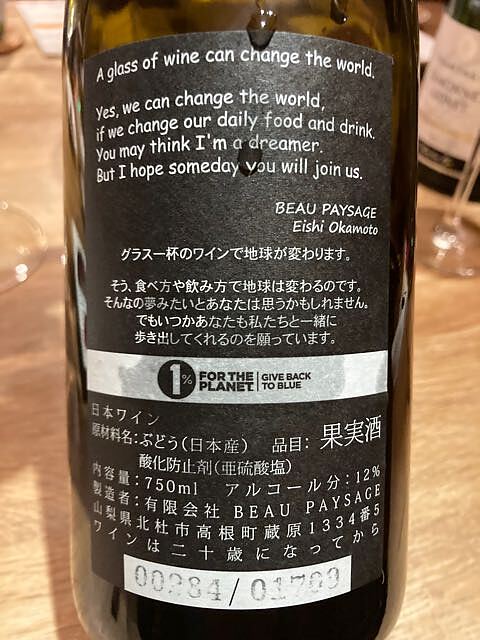 A glass of wine can change the world.
Yes, we can change the world,
if we change our daily food and drink.
You may think I'm a dreamer.
But I hope someday you will join us.
BEAU PAYSAGE
Eishi Okamoto
グラス一杯のワインで地球が変わります。
そう、食べ方や飲み方で地球は変わるのです。
そんなの夢みたいとあなたは思うかもしれません。
でもいつかあなたも私たちと一緒に
歩き出してくれるのを願っています。
1% FOR THE PLANET. GIVE BACK TO BLUE
日本ワイン
原材料名:ぶどう(日本産) 品目: 果実酒
酸化防止剤(亜硫酸塩)
内容量:750ml アルコール分:12%
製造者:有限会社 BEAU PAYSAGE
山梨県北杜市高根町蔵原1334番5
ワインは二十歳になってから